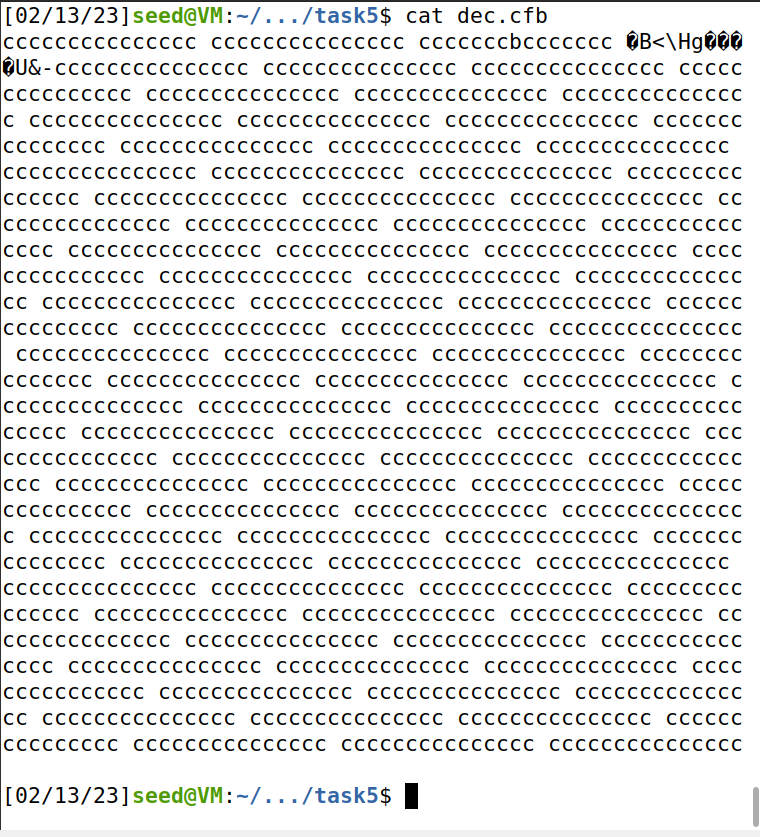 [02/13/23]seed@VM:~/.../task5$ cat dec.cfb
ccccccccccccccc ccccccccccccccc cccccccbccccccc �B<\Hg���
�U&-ccccccccccccccc ccccccccccccccc ccccccccccccccc ccccc
cccccccccc ccccccccccccccc ccccccccccccccc cccccccccccccc
c ccccccccccccccc ccccccccccccccc ccccccccccccccc ccccccc
cccccccc ccccccccccccccc ccccccccccccccc ccccccccccccccc
ccccccccccccccc ccccccccccccccc ccccccccccccccc ccccccccc
cccccc ccccccccccccccc ccccccccccccccc ccccccccccccccc cc
ccccccccccccc ccccccccccccccc ccccccccccccccc ccccccccccc
cccc ccccccccccccccc ccccccccccccccc ccccccccccccccc cccc
ccccccccccc ccccccccccccccc ccccccccccccccc ccccccccccccc
cc ccccccccccccccc ccccccccccccccc ccccccccccccccc cccccc
ccccccccc ccccccccccccccc ccccccccccccccc ccccccccccccccc
 ccccccccccccccc ccccccccccccccc ccccccccccccccc cccccccc
ccccccc ccccccccccccccc ccccccccccccccc ccccccccccccccc c
cccccccccccccc ccccccccccccccc ccccccccccccccc cccccccccc
ccccc ccccccccccccccc ccccccccccccccc ccccccccccccccc ccc
cccccccccccc ccccccccccccccc ccccccccccccccc cccccccccccc
ccc ccccccccccccccc ccccccccccccccc ccccccccccccccc ccccc
cccccccccc ccccccccccccccc ccccccccccccccc cccccccccccccc
c ccccccccccccccc ccccccccccccccc ccccccccccccccc ccccccc
cccccccc ccccccccccccccc ccccccccccccccc ccccccccccccccc
ccccccccccccccc ccccccccccccccc ccccccccccccccc ccccccccc
cccccc ccccccccccccccc ccccccccccccccc ccccccccccccccc cc
ccccccccccccc ccccccccccccccc ccccccccccccccc ccccccccccc
cccc ccccccccccccccc ccccccccccccccc ccccccccccccccc cccc
ccccccccccc ccccccccccccccc ccccccccccccccc ccccccccccccc
cc ccccccccccccccc ccccccccccccccc ccccccccccccccc cccccc
ccccccccc ccccccccccccccc ccccccccccccccc ccccccccccccccc
[02/13/23]seed@VM:~/.../task5$